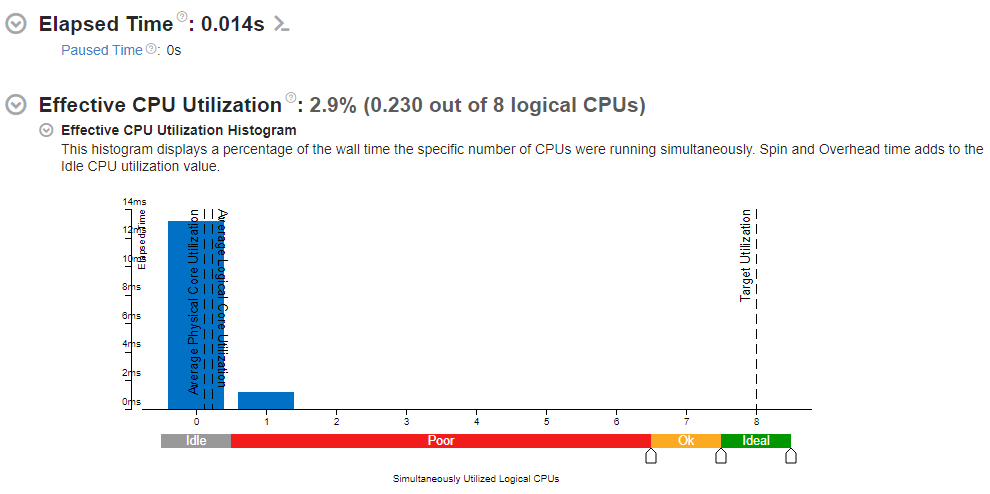 Elapsed Time ?: 0.014s
Paused Time ?: 0s
Effective CPU Utilization ?: 2.9% (0.230 out of 8 logical CPUs)
Effective CPU Utilization Histogram
This histogram displays a percentage of the wall time the specific number of CPUs were running simultaneously. Spin and Overhead time adds to the
Idle CPU utilization value.
14ms
12ms
10ms
8ms
6ms
4ms
2ms
0ms
Elapsed Time
Average Physical Core Utilization
Average Logical Core Utilization
Target Utilization
0 1 2 3 4 5 6 7 8
Idle Poor Ok Ideal
Simultaneously Utilized Logical CPUs